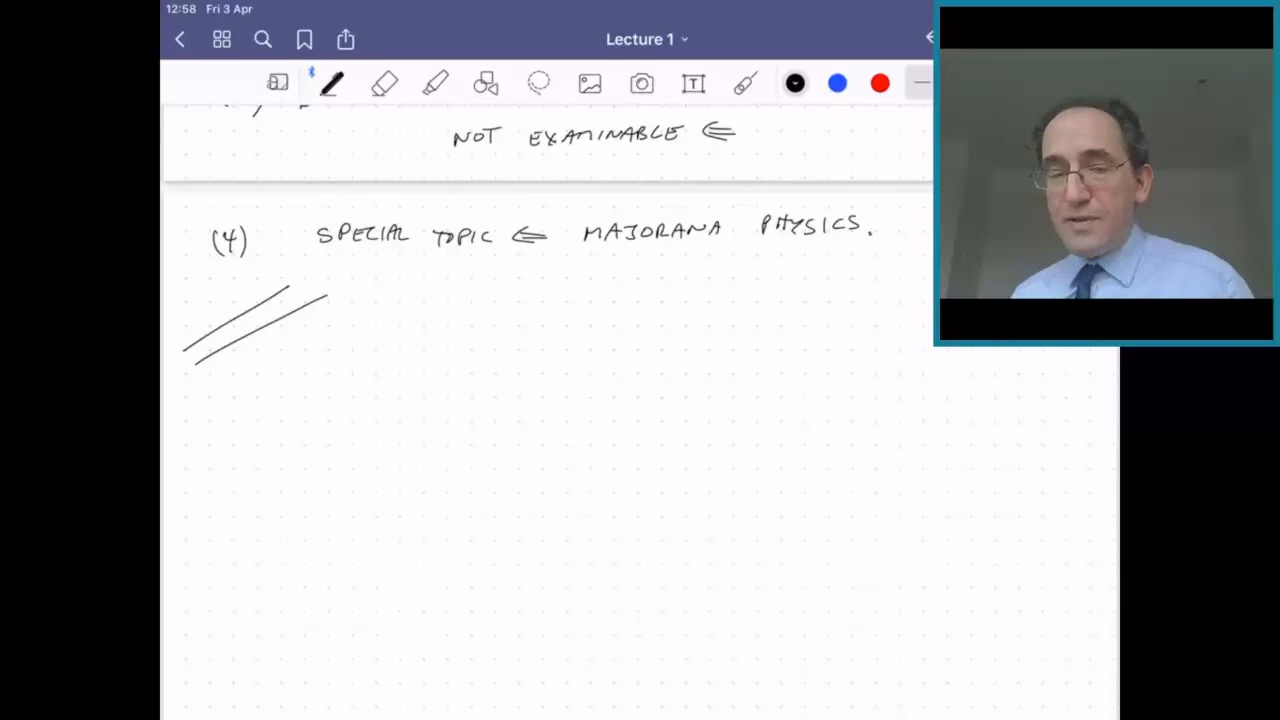 12:58 Fri 3 Apr
Lecture 1
T
NOT EXAMINABLE ⇐
(4) SPECIAL TOPIC ⇐ MAJORANA PHYSICS.